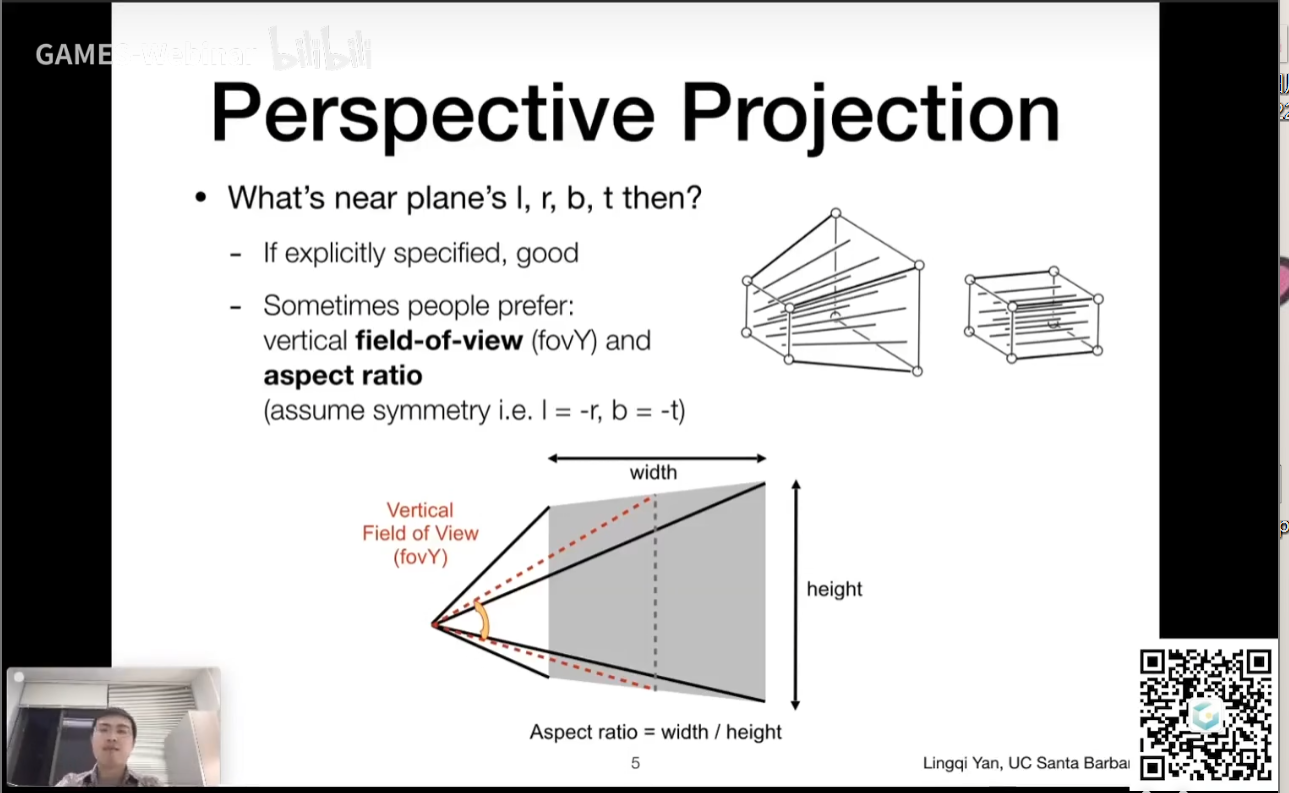 GAMES-Webinar bilibili
Perspective Projection
• What’s near plane’s l, r, b, t then?
- If explicitly specified, good
- Sometimes people prefer:
vertical field-of-view (fovY) and
aspect ratio
(assume symmetry i.e. l = -r, b = -t)
width
Vertical
Field of View
(fovY)
height
Aspect ratio = width / height
5
Lingqi Yan, UC Santa Barba